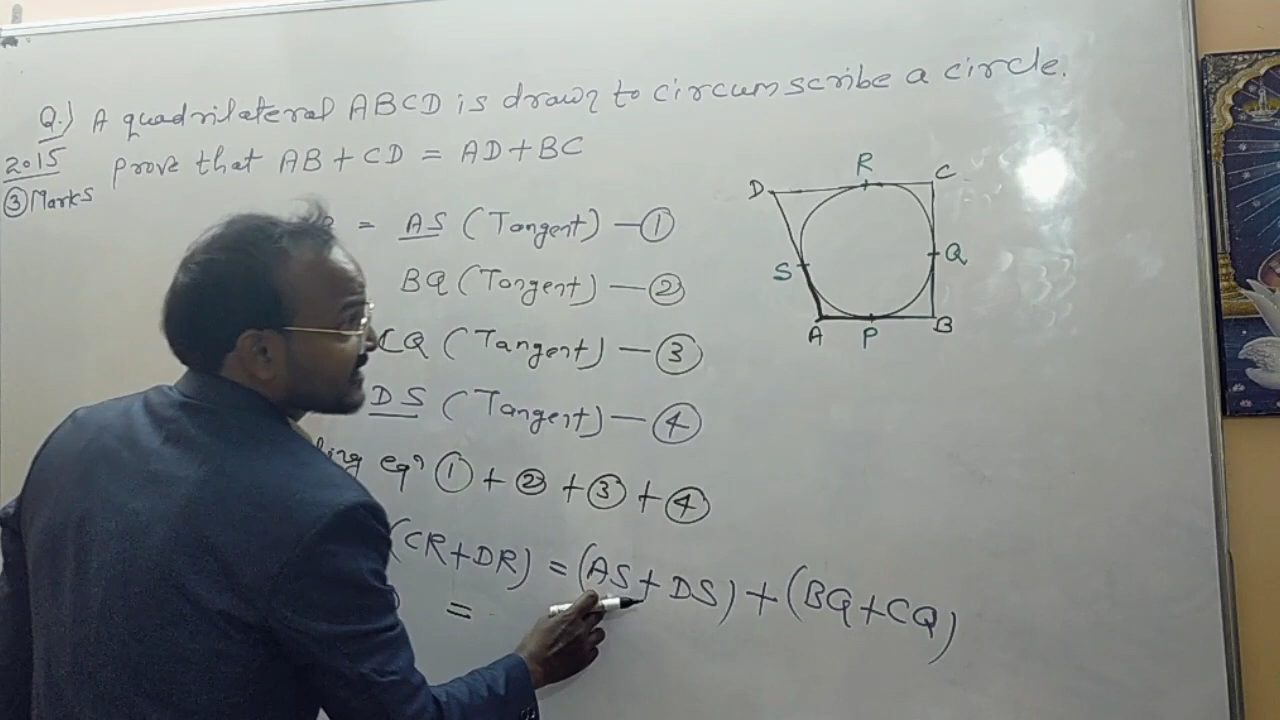 Q.) A quadrilateral ABCD is drawn to circumscribe a circle.
2015 prove that AB + CD = AD + BC
③ Marks
= AS (Tangent) — ①
BQ (Tangent) — ②
CQ (Tangent) — ③
DS (Tangent) — ④
eqn ① + ② + ③ + ④
(CR + DR) = (AS + DS) + (BQ + CQ)
=
D R C
S Q
A P B